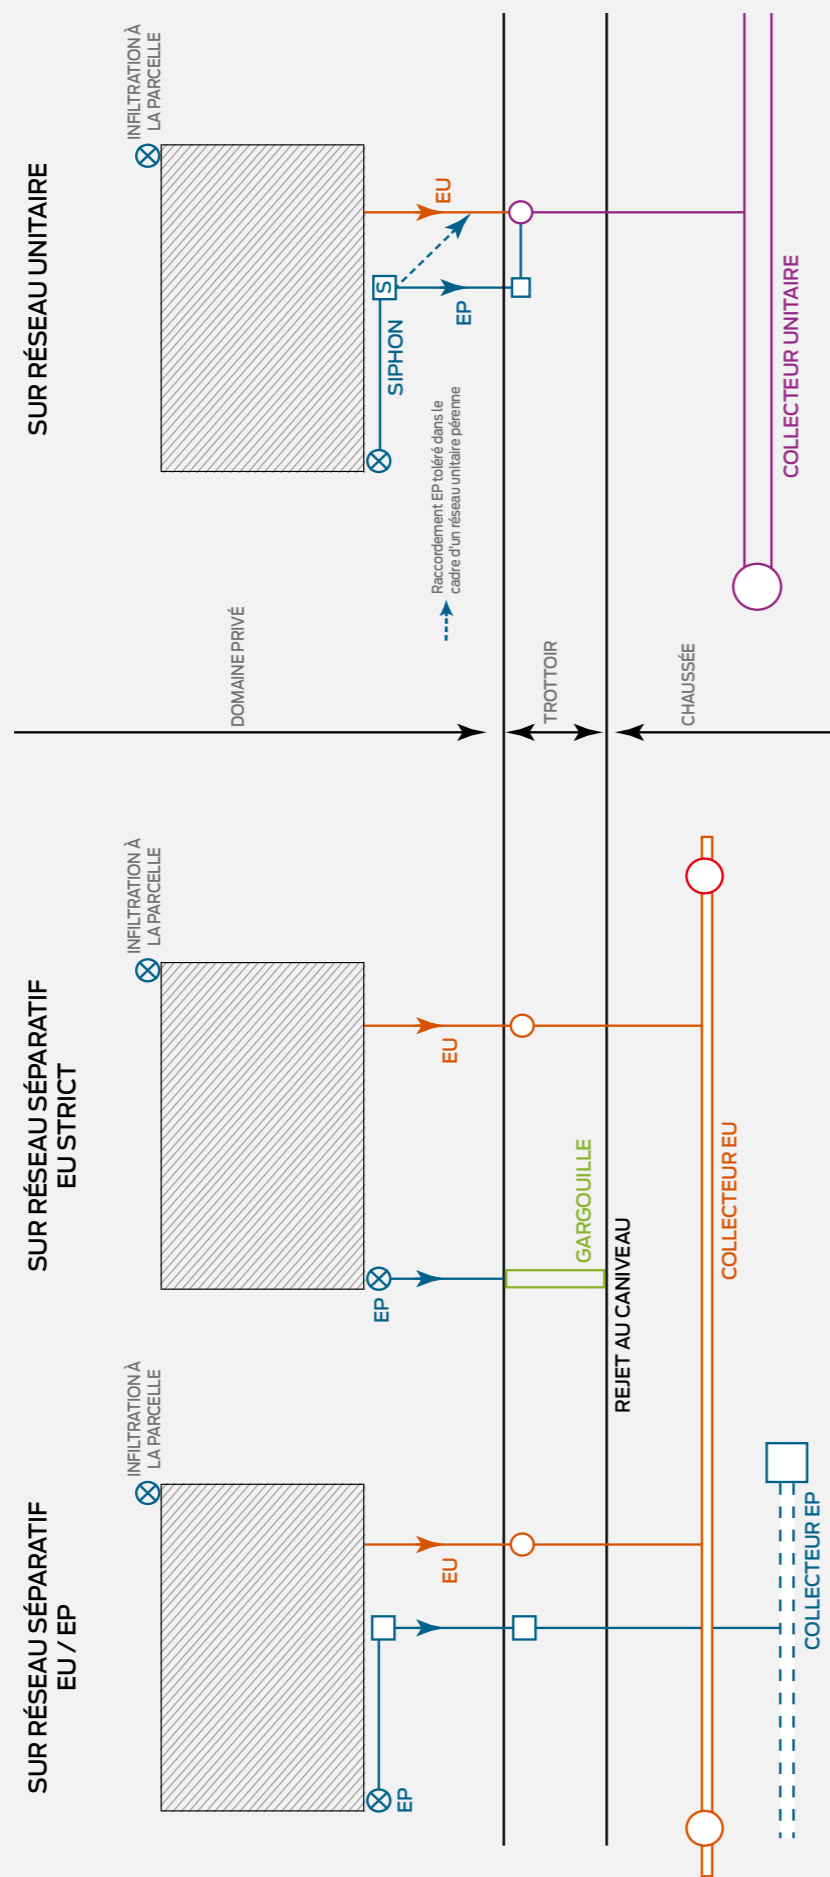 SUR RÉSEAU SÉPARATIF
EU / EP
INFILTRATION À
LA PARCELLE
EP
EU
COLLECTEUR EP
SUR RÉSEAU SÉPARATIF
EU STRICT
INFILTRATION À
LA PARCELLE
EP
EU
GARGOUILLE
REJET AU CANIVEAU
COLLECTEUR EU
DOMAINE PRIVÉ
TROTTOIR
CHAUSSÉE
SUR RÉSEAU UNITAIRE
INFILTRATION À
LA PARCELLE
SIPHON
S
EP
EU
Raccordement EP toléré dans le
cadre d'un réseau unitaire pérenne
COLLECTEUR UNITAIRE